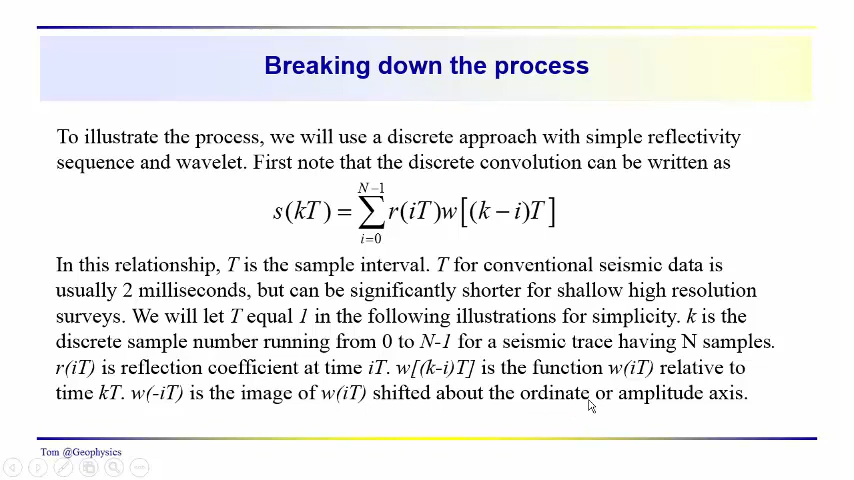 Breaking down the process
To illustrate the process, we will use a discrete approach with simple reflectivity
sequence and wavelet. First note that the discrete convolution can be written as
s(kT) = ∑_{i=0}^{N−1} r(iT)w[(k − i)T]
In this relationship, T is the sample interval. T for conventional seismic data is
usually 2 milliseconds, but can be significantly shorter for shallow high resolution
surveys. We will let T equal 1 in the following illustrations for simplicity. k is the
discrete sample number running from 0 to N-1 for a seismic trace having N samples.
r(iT) is reflection coefficient at time iT. w[(k-i)T] is the function w(iT) relative to
time kT. w(-iT) is the image of w(iT) shifted about the ordinate or amplitude axis.
Tom @Geophysics